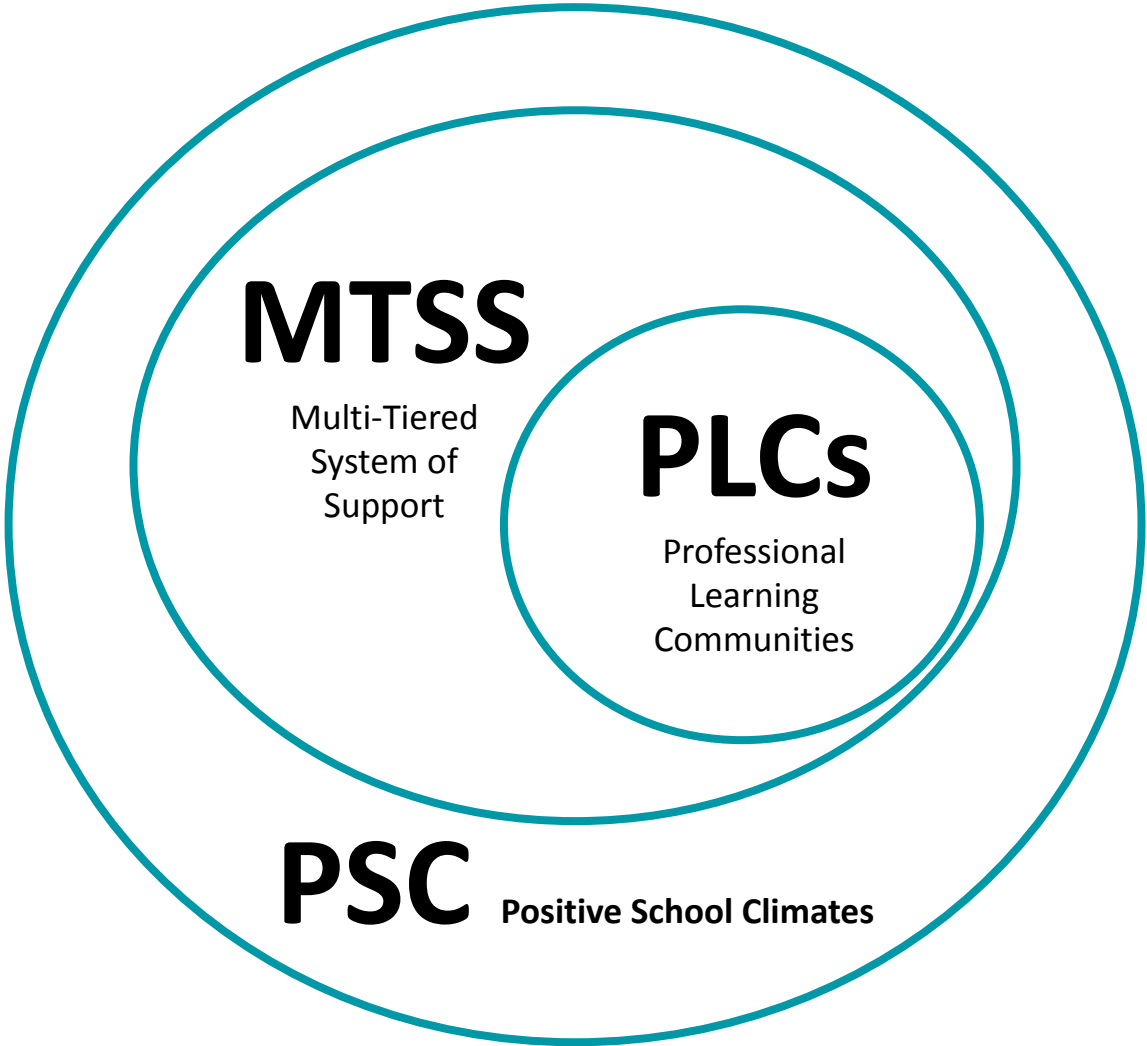 MTSS
Multi-Tiered
System of
Support
PLCs
Professional
Learning
Communities
PSC Positive School Climates